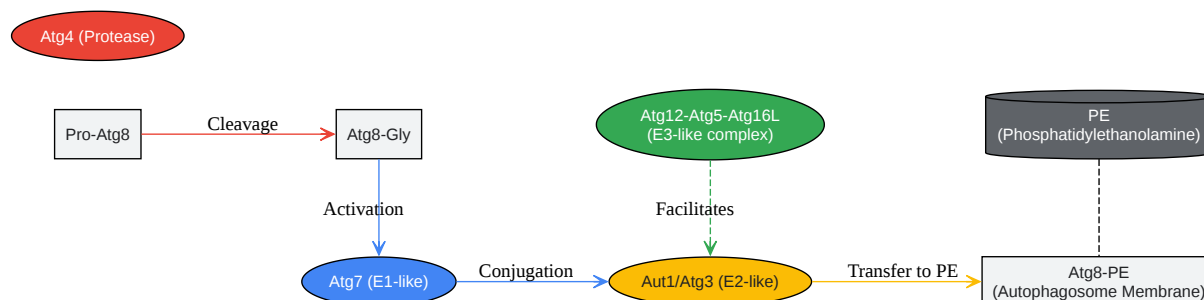 Atg4 (Protease)
Pro-Atg8
Cleavage
Atg8-Gly
Atg12-Atg5-Atg16L
(E3-like complex)
PE
(Phosphatidylethanolamine)
Activation
Facilitates
Atg7 (E1-like)
Conjugation
Aut1/Atg3 (E2-like)
Transfer to PE
Atg8-PE
(Autophagosome Membrane)